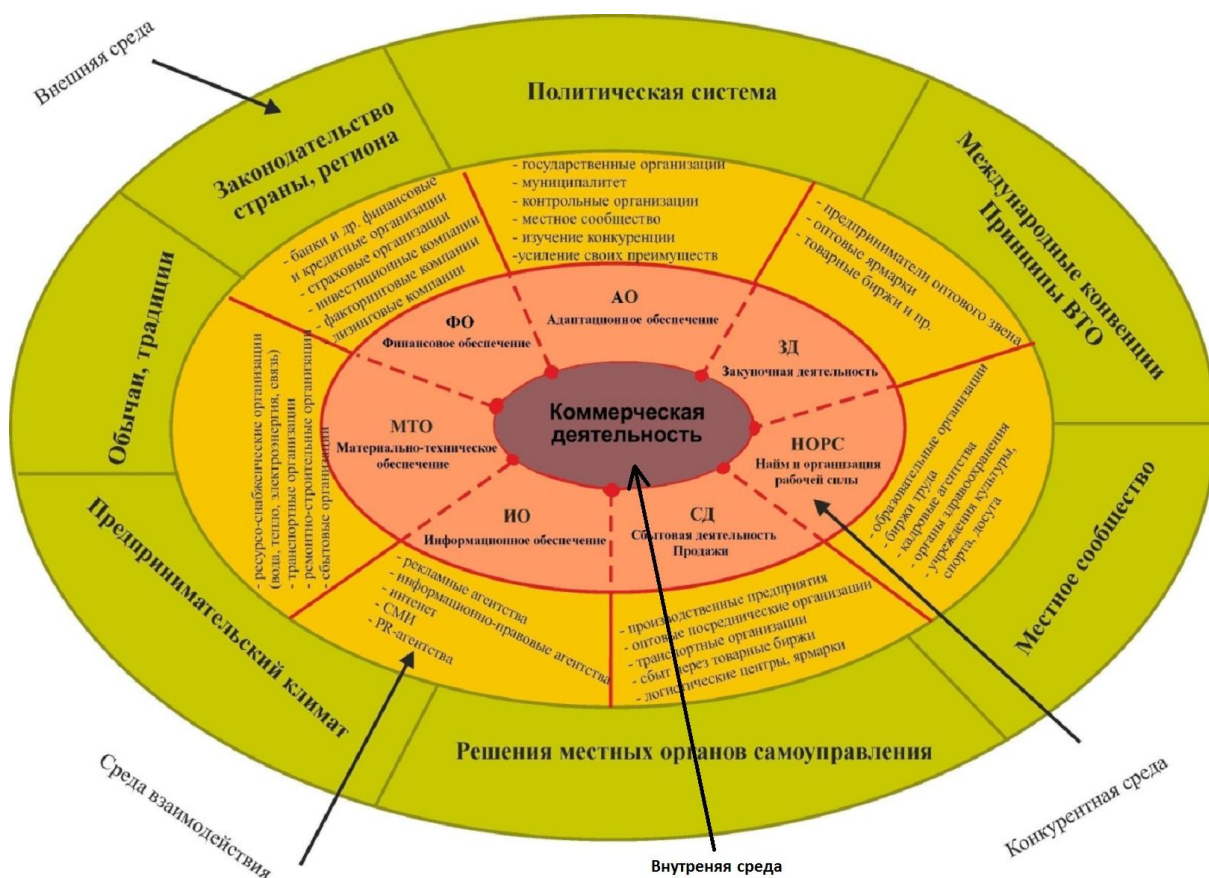 Внешняя среда
Политическая система
Законодательство
страны, региона
Международные конвенции
Принципы ВТО
Обычаи, традиции
Местное сообщество
Предпринимательский климат
Решения местных органов самоуправления
- банки и др. финансовые
и кредитные организации
- страховые организации
- инвестиционные компании
- факторинговые компании
- лизинговые компании
- государственные организации
- муниципалитет
- контрольные организации
- местное сообщество
- изучение конкуренции
-усиление своих преимуществ
- предприниматели оптового звена
- оптовые ярмарки
- товарные биржи и пр.
- ресурсо-снабженческие организации
(вода, тепло, электроэнергия, связь)
- транспортные организации
- ремонтно-строительные организации
- сбытовые организации
- образовательные организации
- биржи труда
- кадровые агентства
- органы здравоохранения
- учреждения культуры,
спорта, досуга
- рекламные агентства
- информационно-правовые агентства
- интенет
- СМИ
- PR-агентства
- производственные предприятия
- оптовые посреднические организации
- транспортные организации
- сбыт через товарные биржи
- логистические центры, ярмарки
АО
Адаптационное обеспечение
ФО
Финансовое обеспечение
ЗД
Закупочная деятельность
МТО
Материально-техническое
обеспечение
НОРС
Найм и организация
рабочей силы
ИО
Информационное обеспечение
СД
Сбытовая деятельность
Продажи
Коммерческая
деятельность
Среда взаимодействия
Внутреняя среда
Конкурентная среда